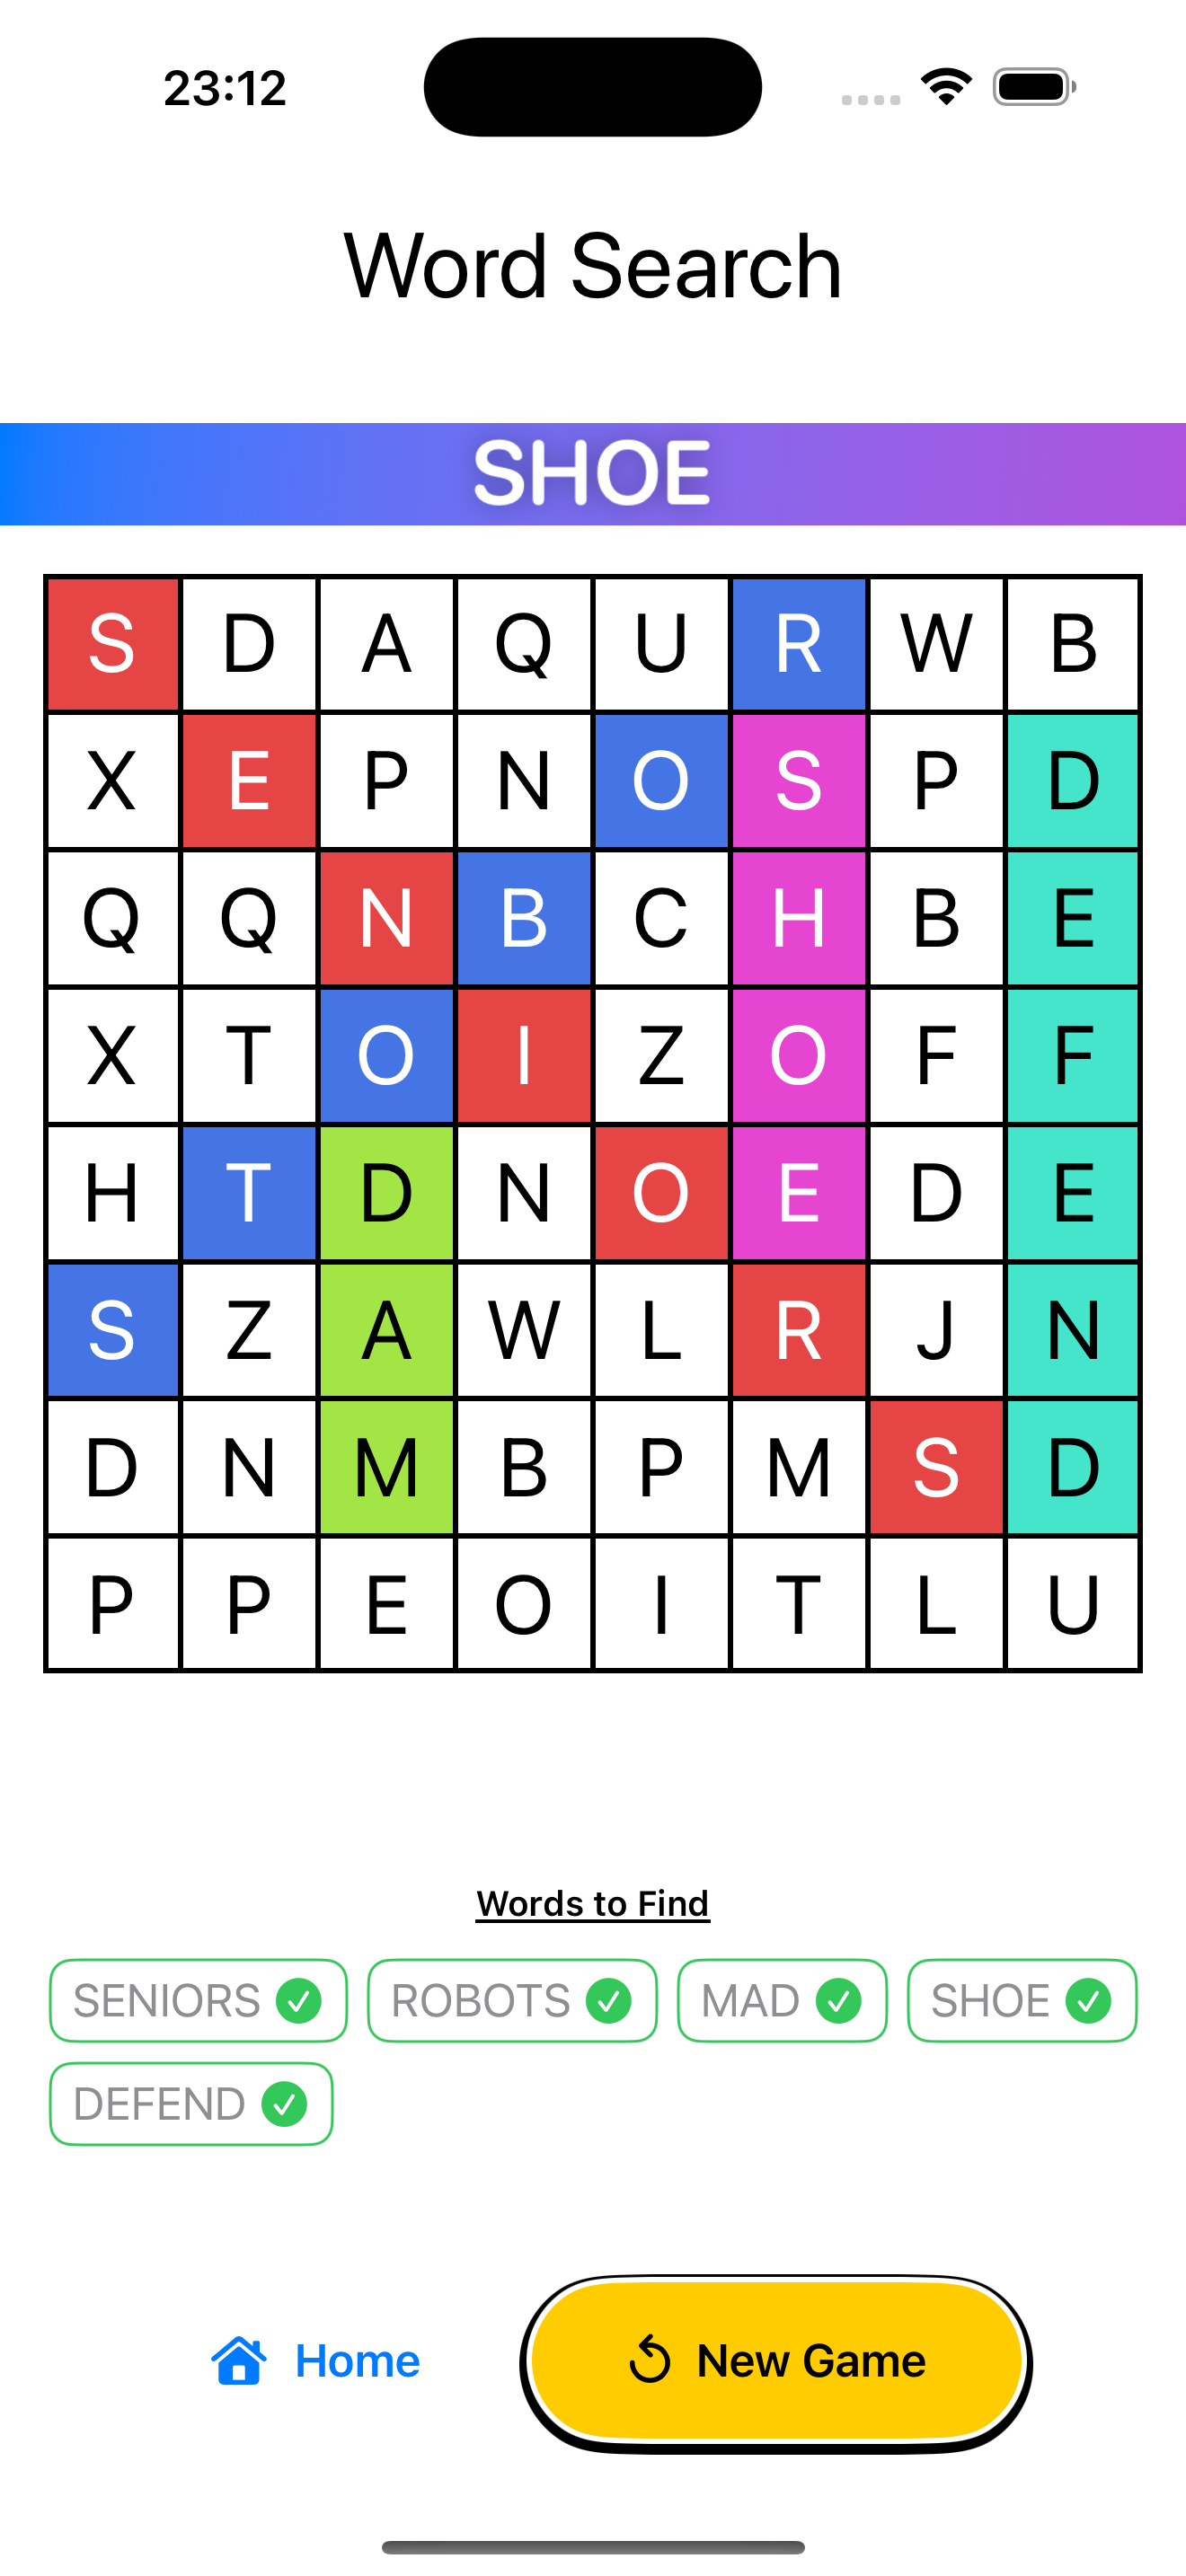 23:12
Word Search
SHOE
S D A Q U R W B
X E P N O S P D
Q Q N B C H B E
X T O I Z O F F
H T D N O E D E
S Z A W L R J N
D N M B P M S D
P P E O I T L U
Words to Find
SENIORS ROBOTS MAD SHOE
DEFEND
Home New Game